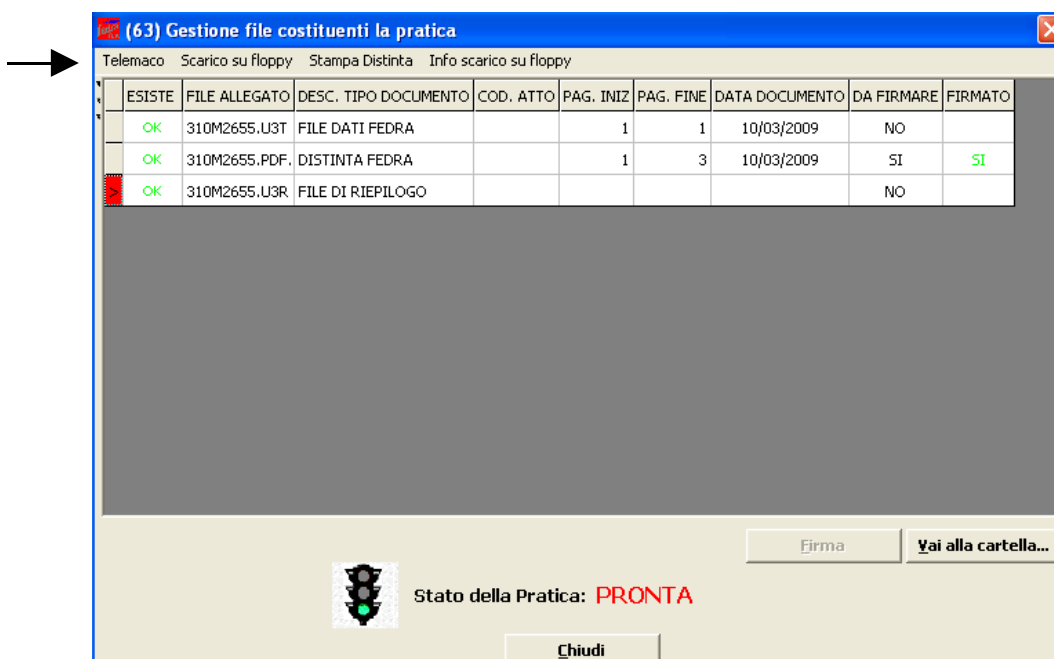 (63) Gestione file costituenti la pratica
Telemaco Scarico su floppy Stampa Distinta Info scarico su floppy
ESISTE FILE ALLEGATO DESC. TIPO DOCUMENTO COD. ATTO PAG. INIZ PAG. FINE DATA DOCUMENTO DA FIRMARE FIRMATO
OK 310M2655.U3T FILE DATI FEDRA 1 1 10/03/2009 NO
OK 310M2655.PDF. DISTINTA FEDRA 1 3 10/03/2009 SI SI
> OK 310M2655.U3R FILE DI RIEPILOGO NO
Firma Vai alla cartella...
Stato della Pratica: PRONTA
Chiudi